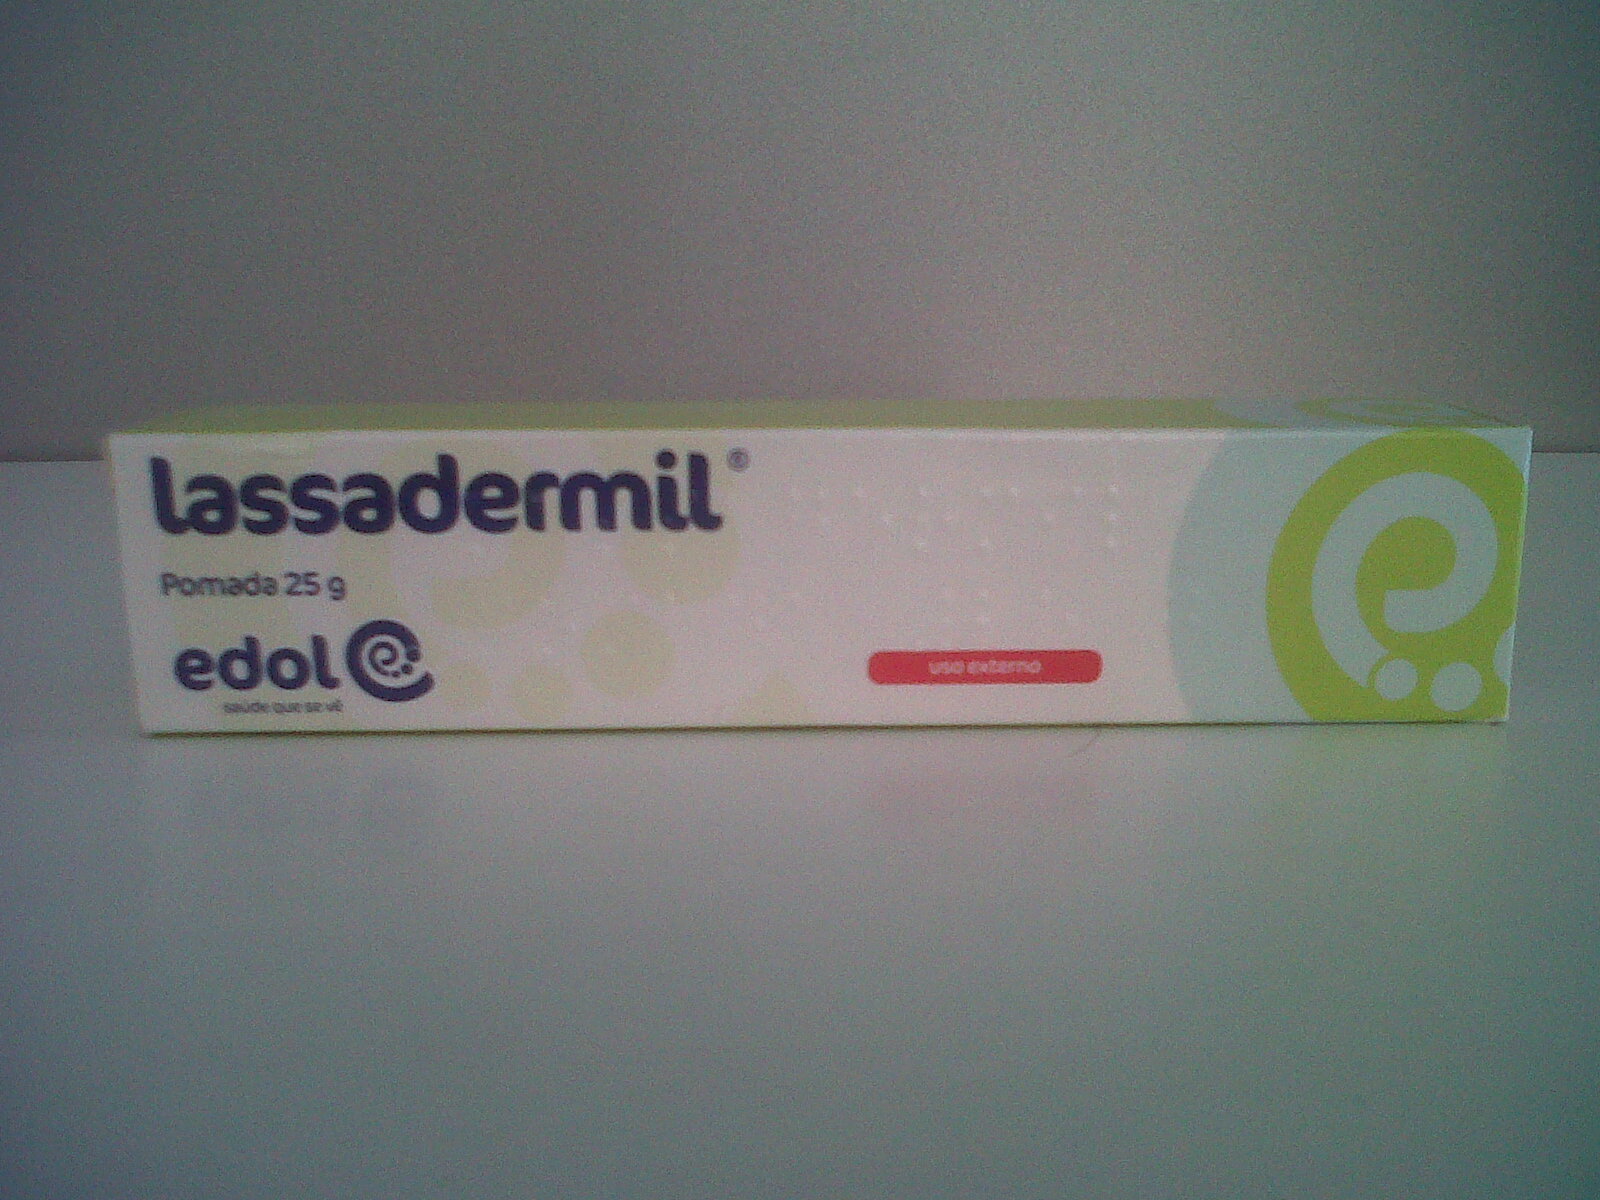 lassadermil ®
Pomada 25 g
edol
saúde que se vê
uso externo